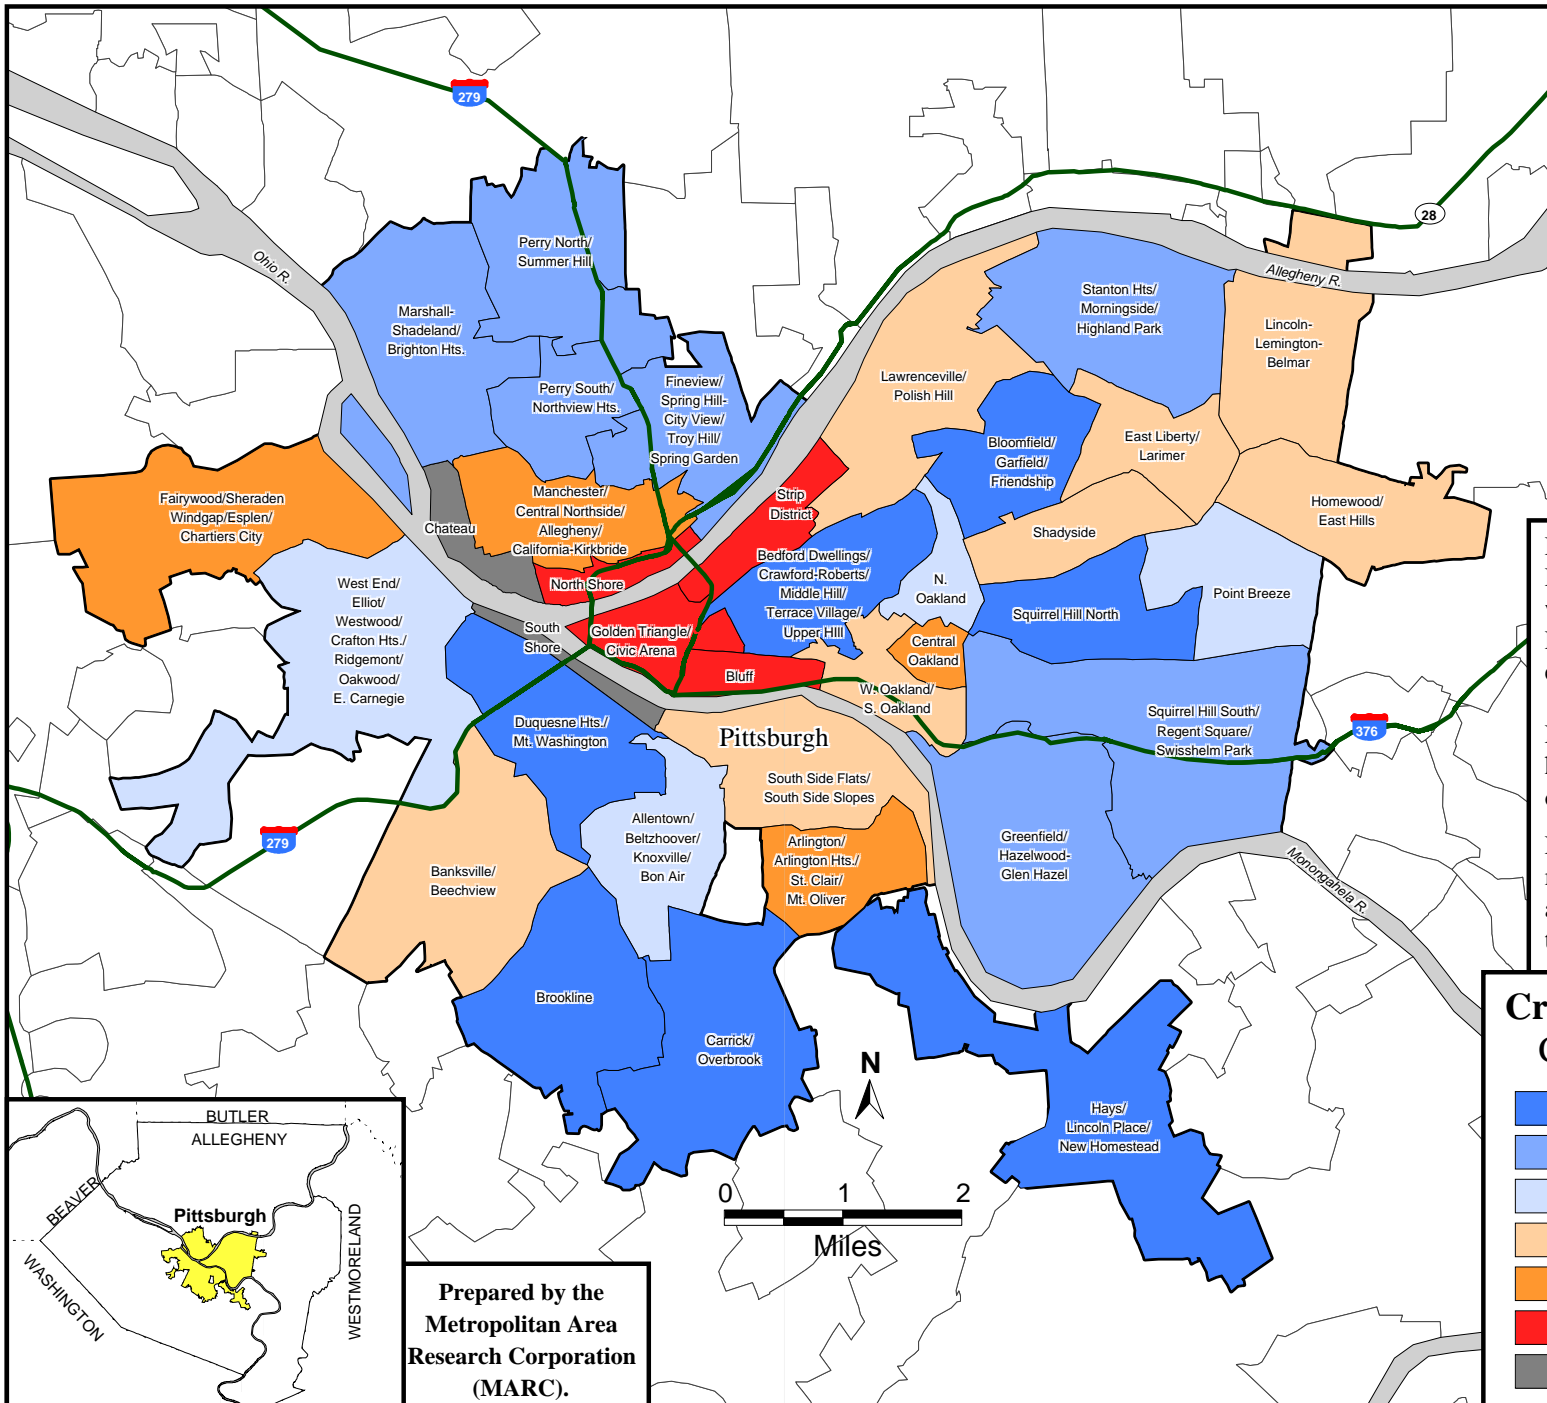 279
28
Ohio R.
Allegheny R.
Perry North/
Summer Hill
Marshall-
Shadeland/
Brighton Hts.
Stanton Hts/
Morningside/
Highland Park
Lincoln-
Lemington-
Belmar
Perry South/
Northview Hts.
Fineview/
Spring Hill-
City View/
Troy Hill/
Spring Garden
Lawrenceville/
Polish Hill
Bloomfield/
Garfield/
Friendship
East Liberty/
Larimer
Fairywood/Sheraden
Windgap/Esplen/
Chartiers City
Chateau
Manchester/
Central Northside/
Allegheny/
California-Kirkbride
Strip
District
Homewood/
East Hills
Shadyside
North Shore
Bedford Dwellings/
Crawford-Roberts/
Middle Hill/
Terrace Village/
Upper HIll
N.
Oakland
Squirrel Hill North
Point Breeze
West End/
Elliot/
Westwood/
Crafton Hts./
Ridgemont/
Oakwood/
E. Carnegie
South
Shore
Golden Triangle/
Civic Arena
Bluff
Central
Oakland
W. Oakland/
S. Oakland
Duquesne Hts./
Mt. Washington
Pittsburgh
Squirrel Hill South/
Regent Square/
Swisshelm Park
376
South Side Flats/
South Side Slopes
279
Allentown/
Beltzhoover/
Knoxville/
Bon Air
Arlington/
Arlington Hts./
St. Clair/
Mt. Oliver
Greenfield/
Hazelwood-
Glen Hazel
Monongahela R.
Banksville/
Beechview
Brookline
Carrick/
Overbrook
N
Hays/
Lincoln Place/
New Homestead
0 1 2
Miles
BUTLER
ALLEGHENY
BEAVER
Pittsburgh
WASHINGTON
WESTMORELAND
Prepared by the
Metropolitan Area
Research Corporation
(MARC).
Cr